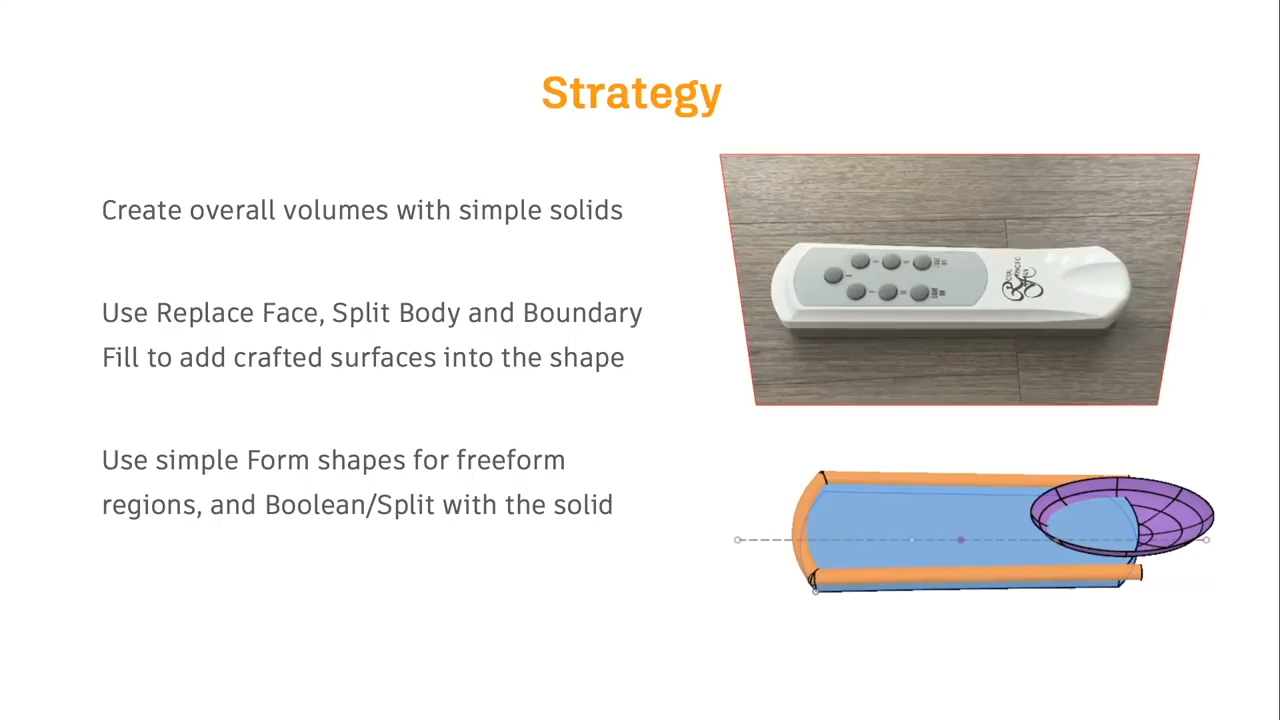 Strategy
Create overall volumes with simple solids
Use Replace Face, Split Body and Boundary
Fill to add crafted surfaces into the shape
Use simple Form shapes for freeform
regions, and Boolean/Split with the solid